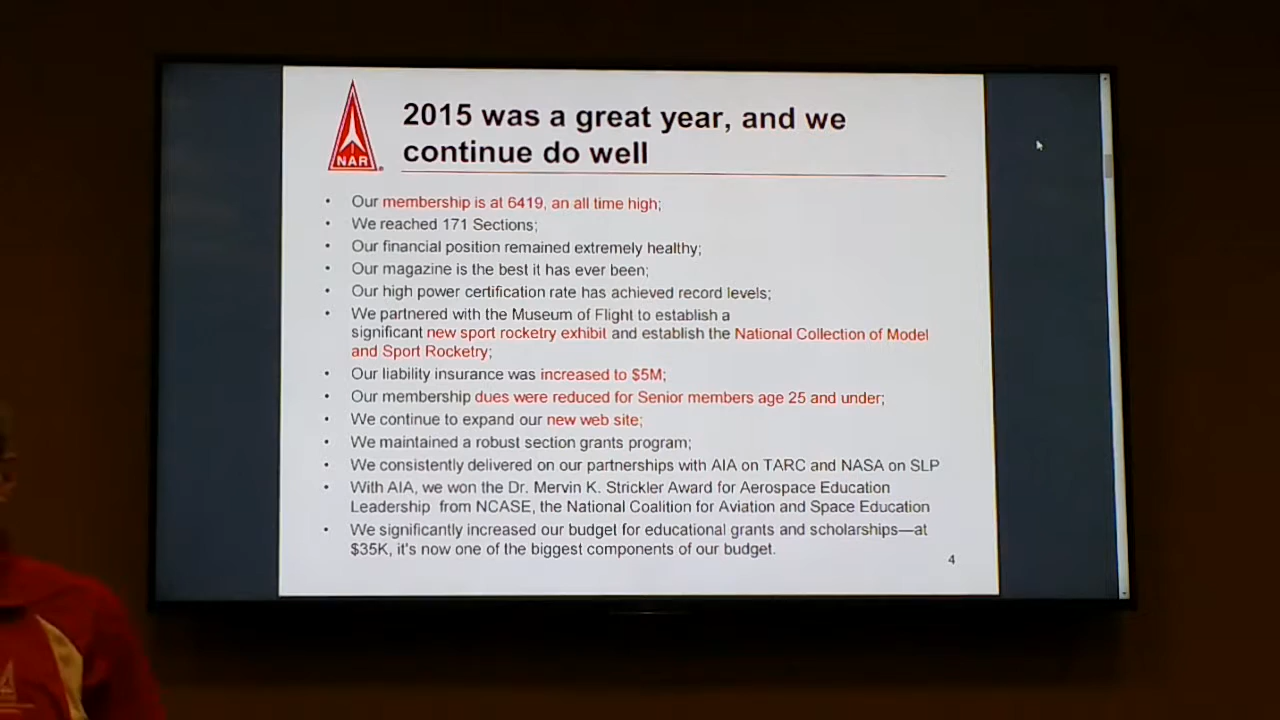 NAR
2015 was a great year, and we
continue do well
• Our membership is at 6419, an all time high;
• We reached 171 Sections;
• Our financial position remained extremely healthy;
• Our magazine is the best it has ever been;
• Our high power certification rate has achieved record levels;
• We partnered with the Museum of Flight to establish a
significant new sport rocketry exhibit and establish the National Collection of Model
and Sport Rocketry;
• Our liability insurance was increased to $5M;
• Our membership dues were reduced for Senior members age 25 and under;
• We continue to expand our new web site;
• We maintained a robust section grants program;
• We consistently delivered on our partnerships with AIA on TARC and NASA on SLP
• With AIA, we won the Dr. Mervin K. Strickler Award for Aerospace Education
Leadership from NCASE, the National Coalition for Aviation and Space Education
• We significantly increased our budget for educational grants and scholarships—at
$35K, it's now one of the biggest components of our budget.
4